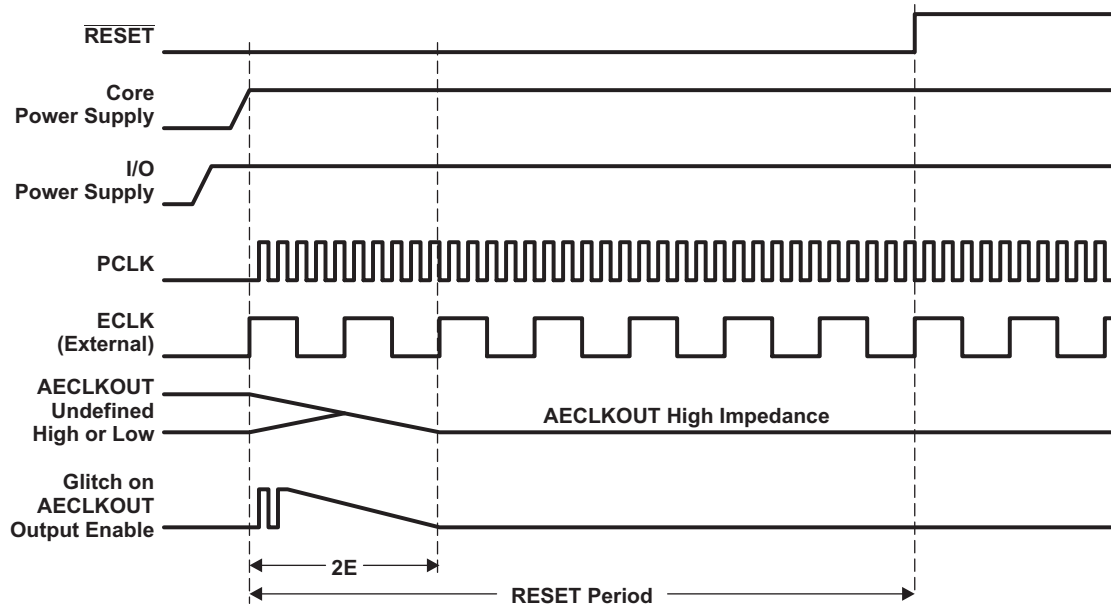 RESET
Core
Power Supply
I/O
Power Supply
PCLK
ECLK
(External)
AECLKOUT
Undefined
High or Low
AECLKOUT High Impedance
Glitch on
AECLKOUT
Output Enable
2E
RESET Period